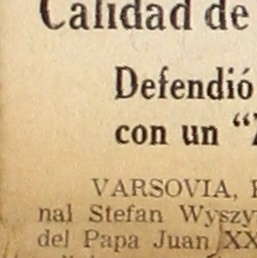 Calidad de
Defendió
con un “
VARSOVIA,
nal Stefan Wyszy
del Papa Juan XX